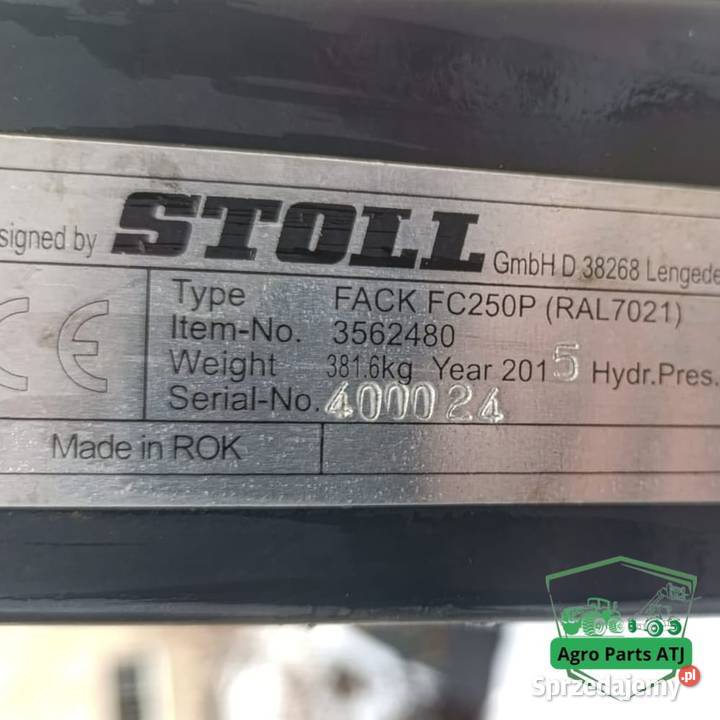 signed by STOLL GmbH D 38268 Lengede
CE
Type FACK FC250P (RAL7021)
Item-No. 3562480
Weight 381.6kg Year 2015 Hydr.Pres.
Serial-No. 400024
Made in ROK
Agro Parts ATJ
Sprzedajemy.pl